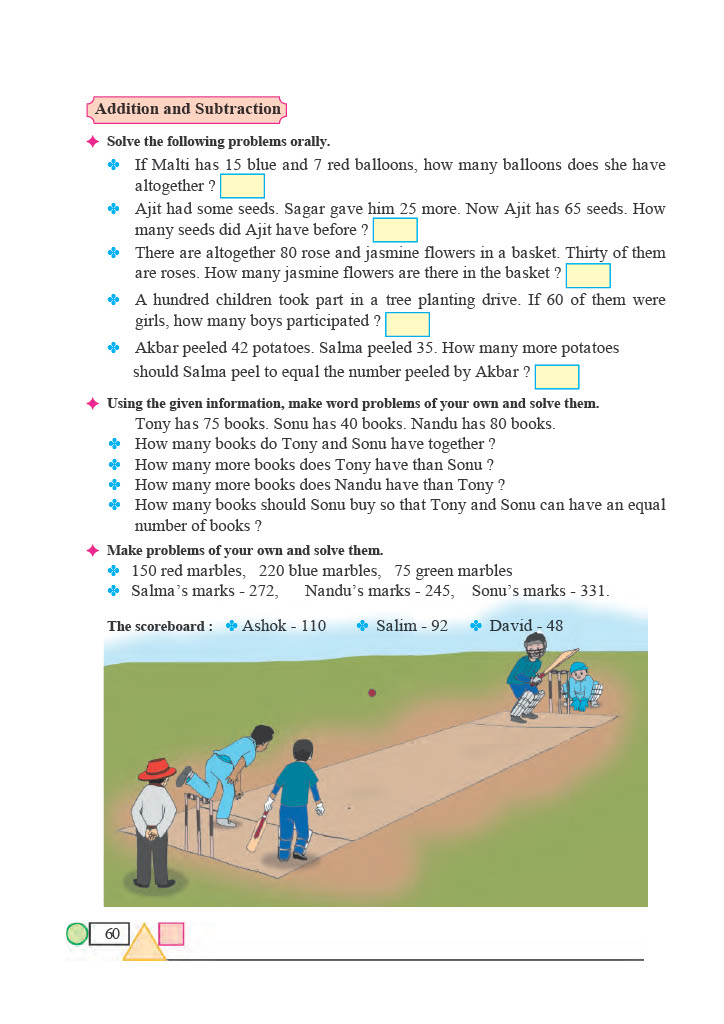 Addition and Subtraction
Solve the following problems orally.
If Malti has 15 blue and 7 red balloons, how many balloons does she have
altogether ?
Ajit had some seeds. Sagar gave him 25 more. Now Ajit has 65 seeds. How
many seeds did Ajit have before ?
There are altogether 80 rose and jasmine flowers in a basket. Thirty of them
are roses. How many jasmine flowers are there in the basket ?
A hundred children took part in a tree planting drive. If 60 of them were
girls, how many boys participated ?
Akbar peeled 42 potatoes. Salma peeled 35. How many more potatoes
should Salma peel to equal the number peeled by Akbar ?
Using the given information, make word problems of your own and solve them.
Tony has 75 books. Sonu has 40 books. Nandu has 80 books.
How many books do Tony and Sonu have together ?
How many more books does Tony have than Sonu ?
How many more books does Nandu have than Tony ?
How many books should Sonu buy so that Tony and Sonu can have an equal
number of books ?
Make problems of your own and solve them.
150 red marbles, 220 blue marbles, 75 green marbles
Salma’s marks - 272, Nandu’s marks - 245, Sonu’s marks - 331.
The scoreboard : Ashok - 110 Salim - 92 David - 48
60